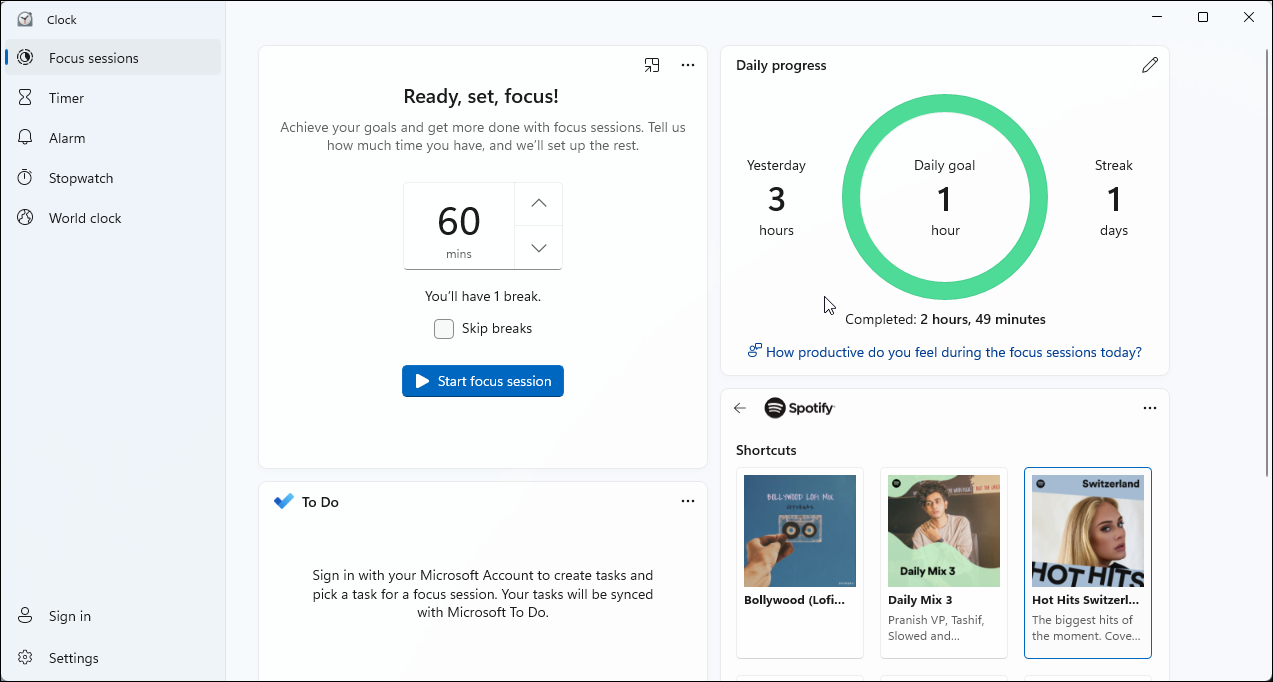 Clock
Focus sessions
Timer
Alarm
Stopwatch
World clock
Sign in
Settings
Ready, set, focus!
Achieve your goals and get more done with focus sessions. Tell us
how much time you have, and we'll set up the rest.
60
mins
You'll have 1 break.
Skip breaks
Start focus session
To Do
Sign in with your Microsoft Account to create tasks and
pick a task for a focus session. Your tasks will be synced
with Microsoft To Do.
Daily progress
Yesterday
3
hours
Daily goal
1
hour
Streak
1
days
Completed: 2 hours, 49 minutes
How productive do you feel during the focus sessions today?
Spotify
Shortcuts
BOLLYWOOD LOFI MIX
Bollywood (Lofi...
Daily Mix 3
Daily Mix 3
Pranish VP, Tashif,
Slowed and...
Switzerland
HOT HITS
Hot Hits Switzerl...
The biggest hits of
the moment. Cove...